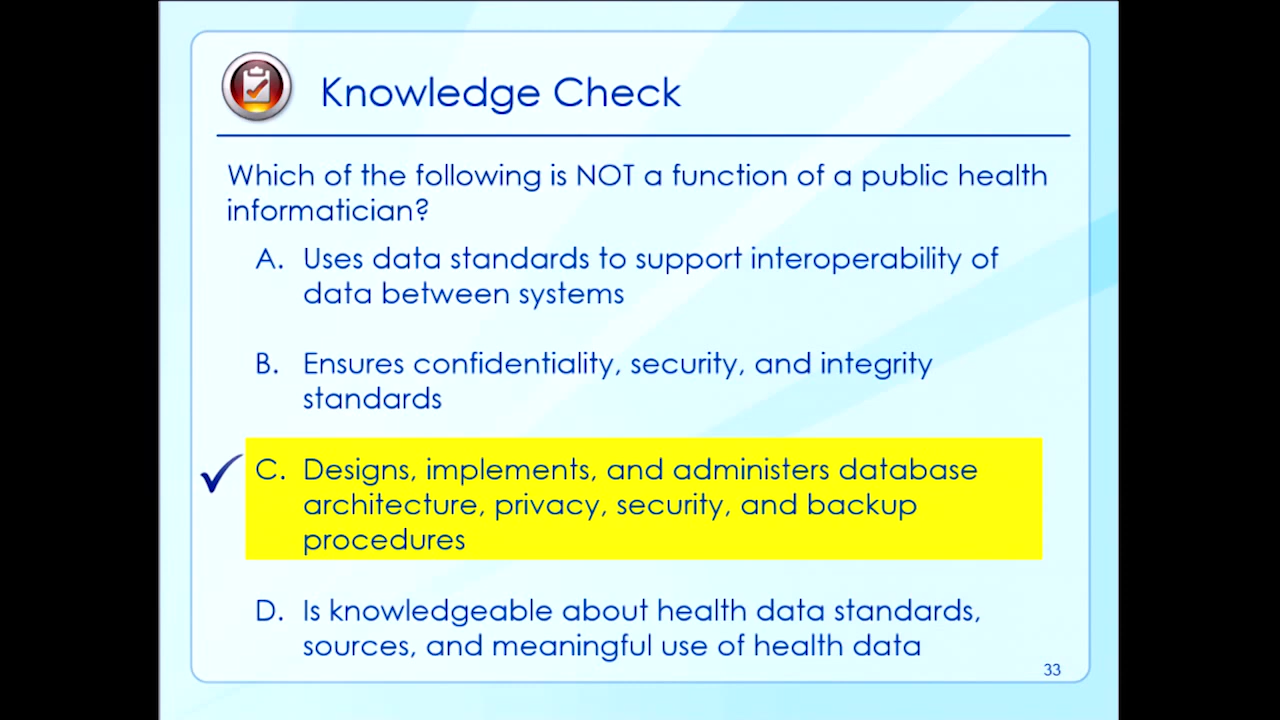 Knowledge Check
Which of the following is NOT a function of a public health
informatician?
A. Uses data standards to support interoperability of
data between systems
B. Ensures confidentiality, security, and integrity
standards
C. Designs, implements, and administers database
architecture, privacy, security, and backup
procedures
D. Is knowledgeable about health data standards,
sources, and meaningful use of health data
33